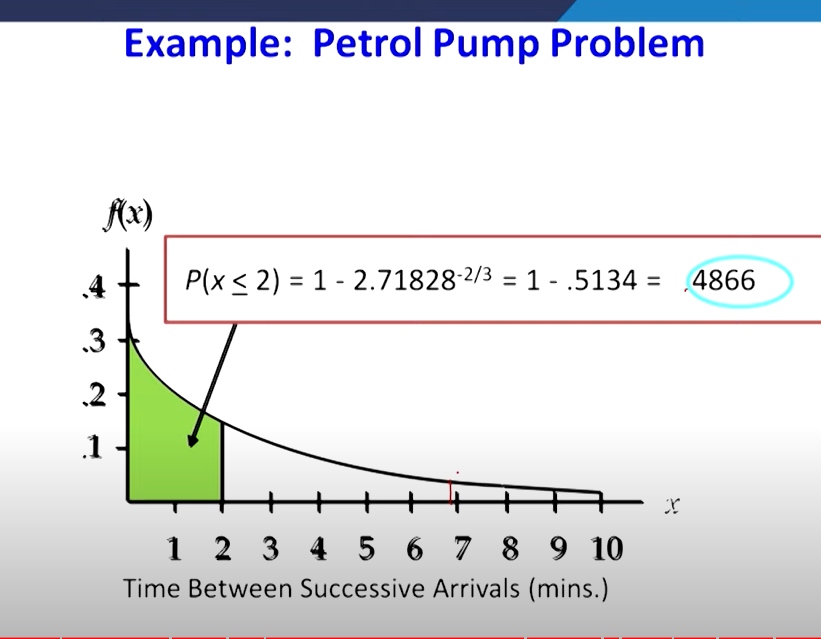 Example: Petrol Pump Problem
f(x)
P(x ≤ 2) = 1 - 2.71828-2/3 = 1 - .5134 = .4866
.4
.3
.2
.1
x
1 2 3 4 5 6 7 8 9 10
Time Between Successive Arrivals (mins.)